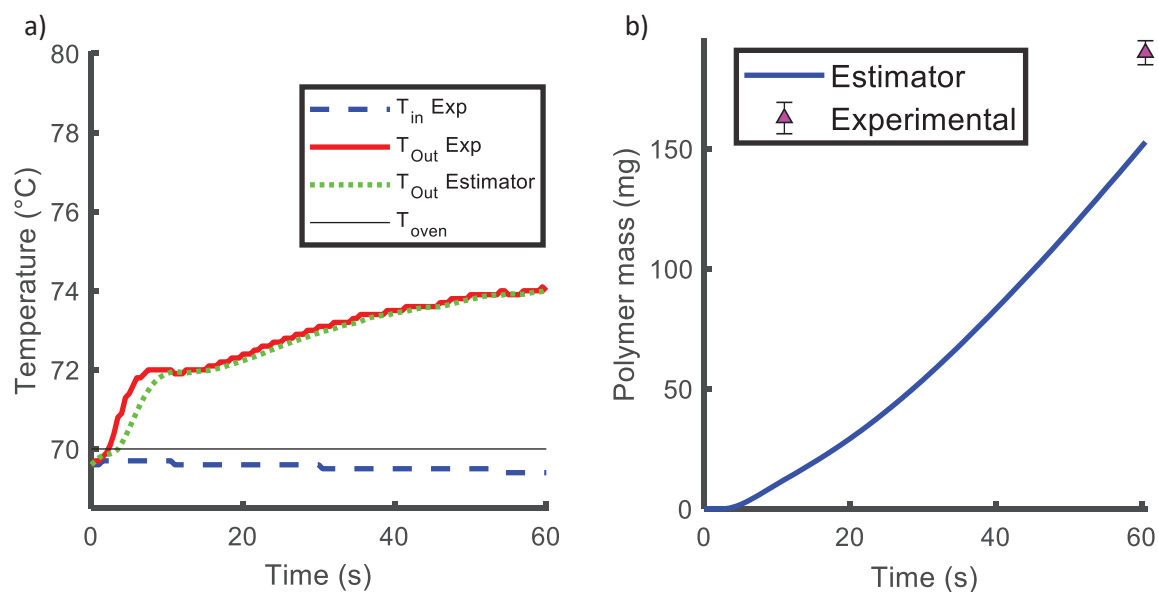 a)
80
78
76
74
72
70
Temperature (°C)
T_in Exp
T_Out Exp
T_Out Estimator
T_oven
0
20
40
60
Time (s)
b)
150
100
50
0
Polymer mass (mg)
Estimator
Experimental
0
20
40
60
Time (s)